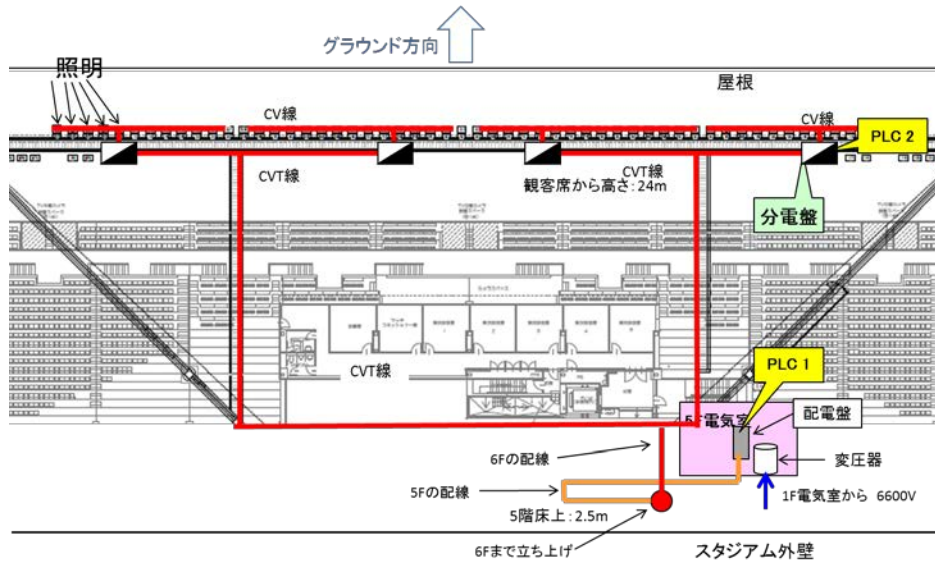 グラウンド方向
照明
屋根
CV線
CV線
PLC 2
CVT線
CVT線
観客席から高さ:24m
分電盤
CVT線
PLC 1
5F電気室
配電盤
6Fの配線
変圧器
5Fの配線
1F電気室から 6600V
5階床上:2.5m
6Fまで立ち上げ
スタジアム外壁